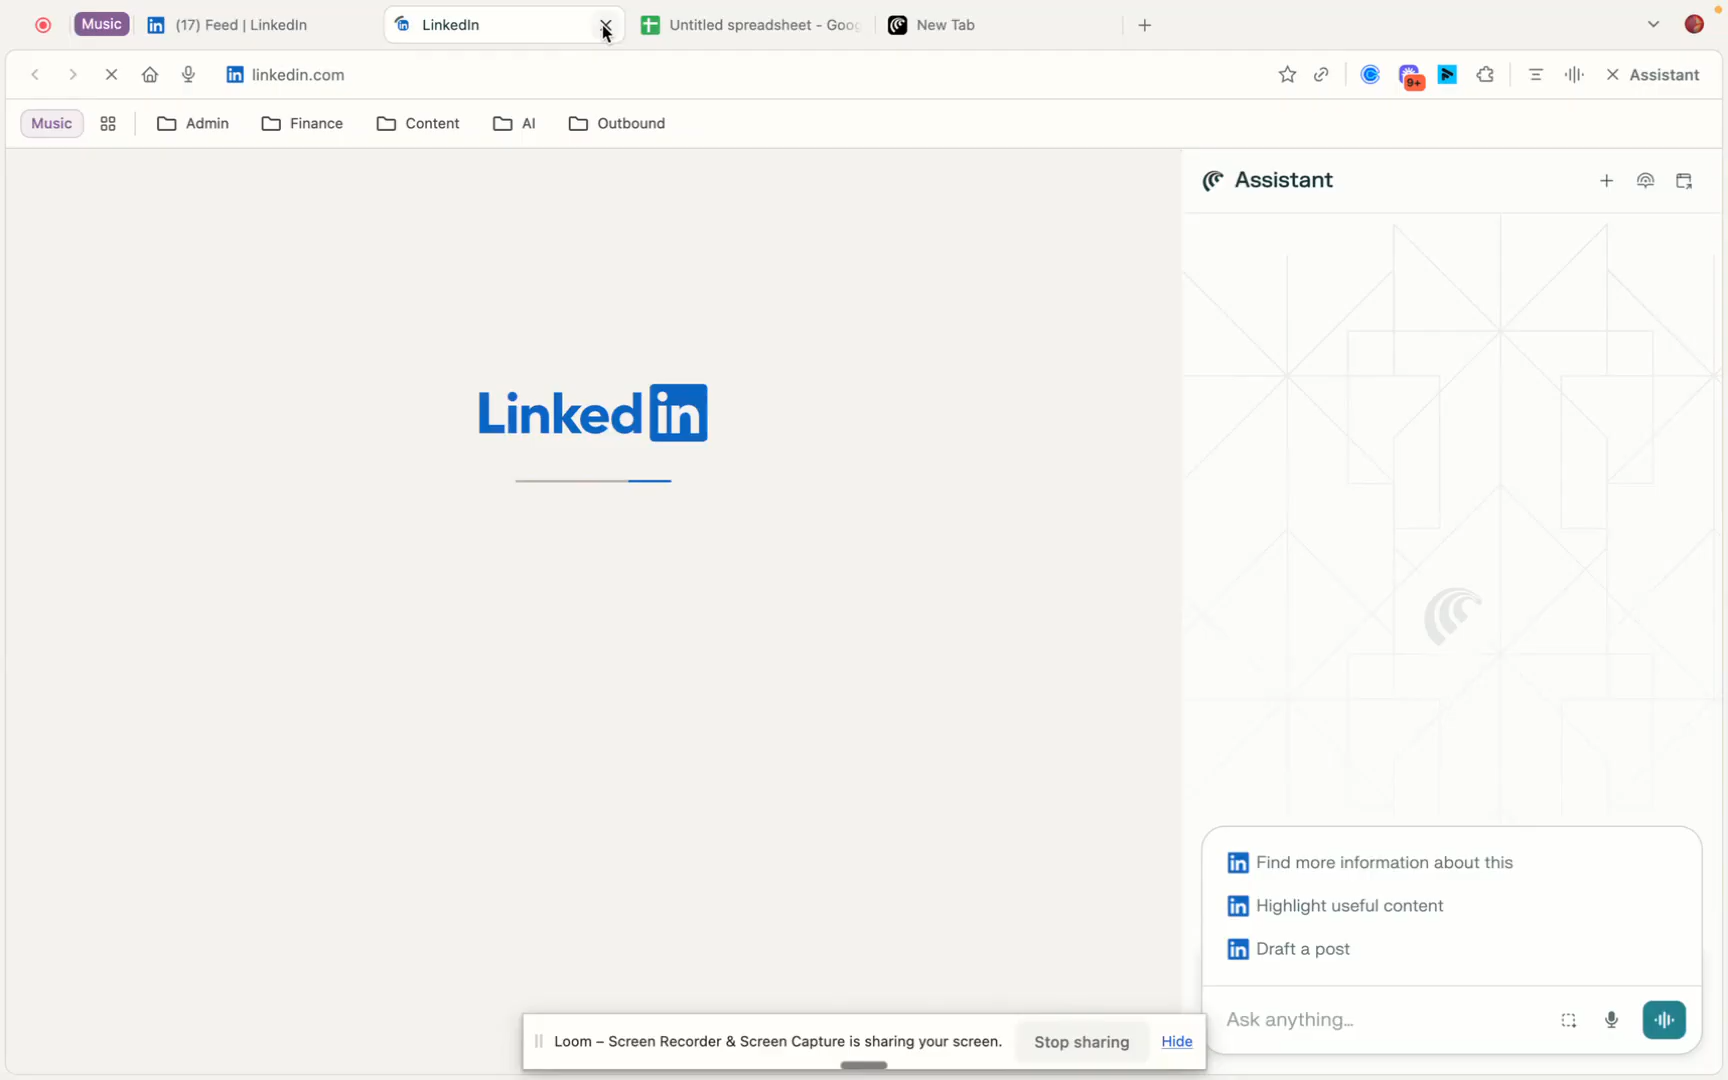 Music
(17) Feed | LinkedIn
LinkedIn
Untitled spreadsheet - Goog
New Tab
linkedin.com
9+
Assistant
Music
Admin
Finance
Content
AI
Outbound
Assistant
LinkedIn
Find more information about this
Highlight useful content
Draft a post
Ask anything...
Loom – Screen Recorder & Screen Capture is sharing your screen.
Stop sharing
Hide